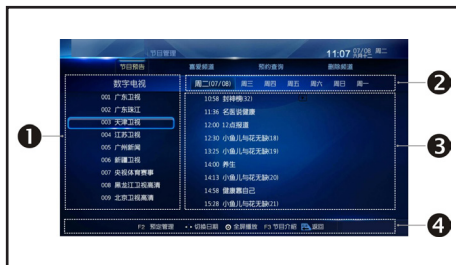 节目管理
11:07 07/08 周二
六月十二
节目预告 喜爱频道 预约查询 删除频道
数字电视
001 广东卫视
002 广东珠江
003 天津卫视
004 江苏卫视
005 广州新闻
006 新疆卫视
007 央视体育赛事
008 黑龙江卫视高清
009 北京卫视高清
周二(07/08) 周三 周四 周五 周六 周日 周一
10:58 封神榜(32)
11:36 名医说健康
12:00 12点报道
12:30 小鱼儿与花无缺(18)
13:25 小鱼儿与花无缺(19)
14:00 养生
14:13 小鱼儿与花无缺(20)
14:58 健康靠自己
15:28 小鱼儿与花无缺(21)
F2 预定管理 切换日期 全屏播放 F3 节目介绍 返回
1
2
3
4